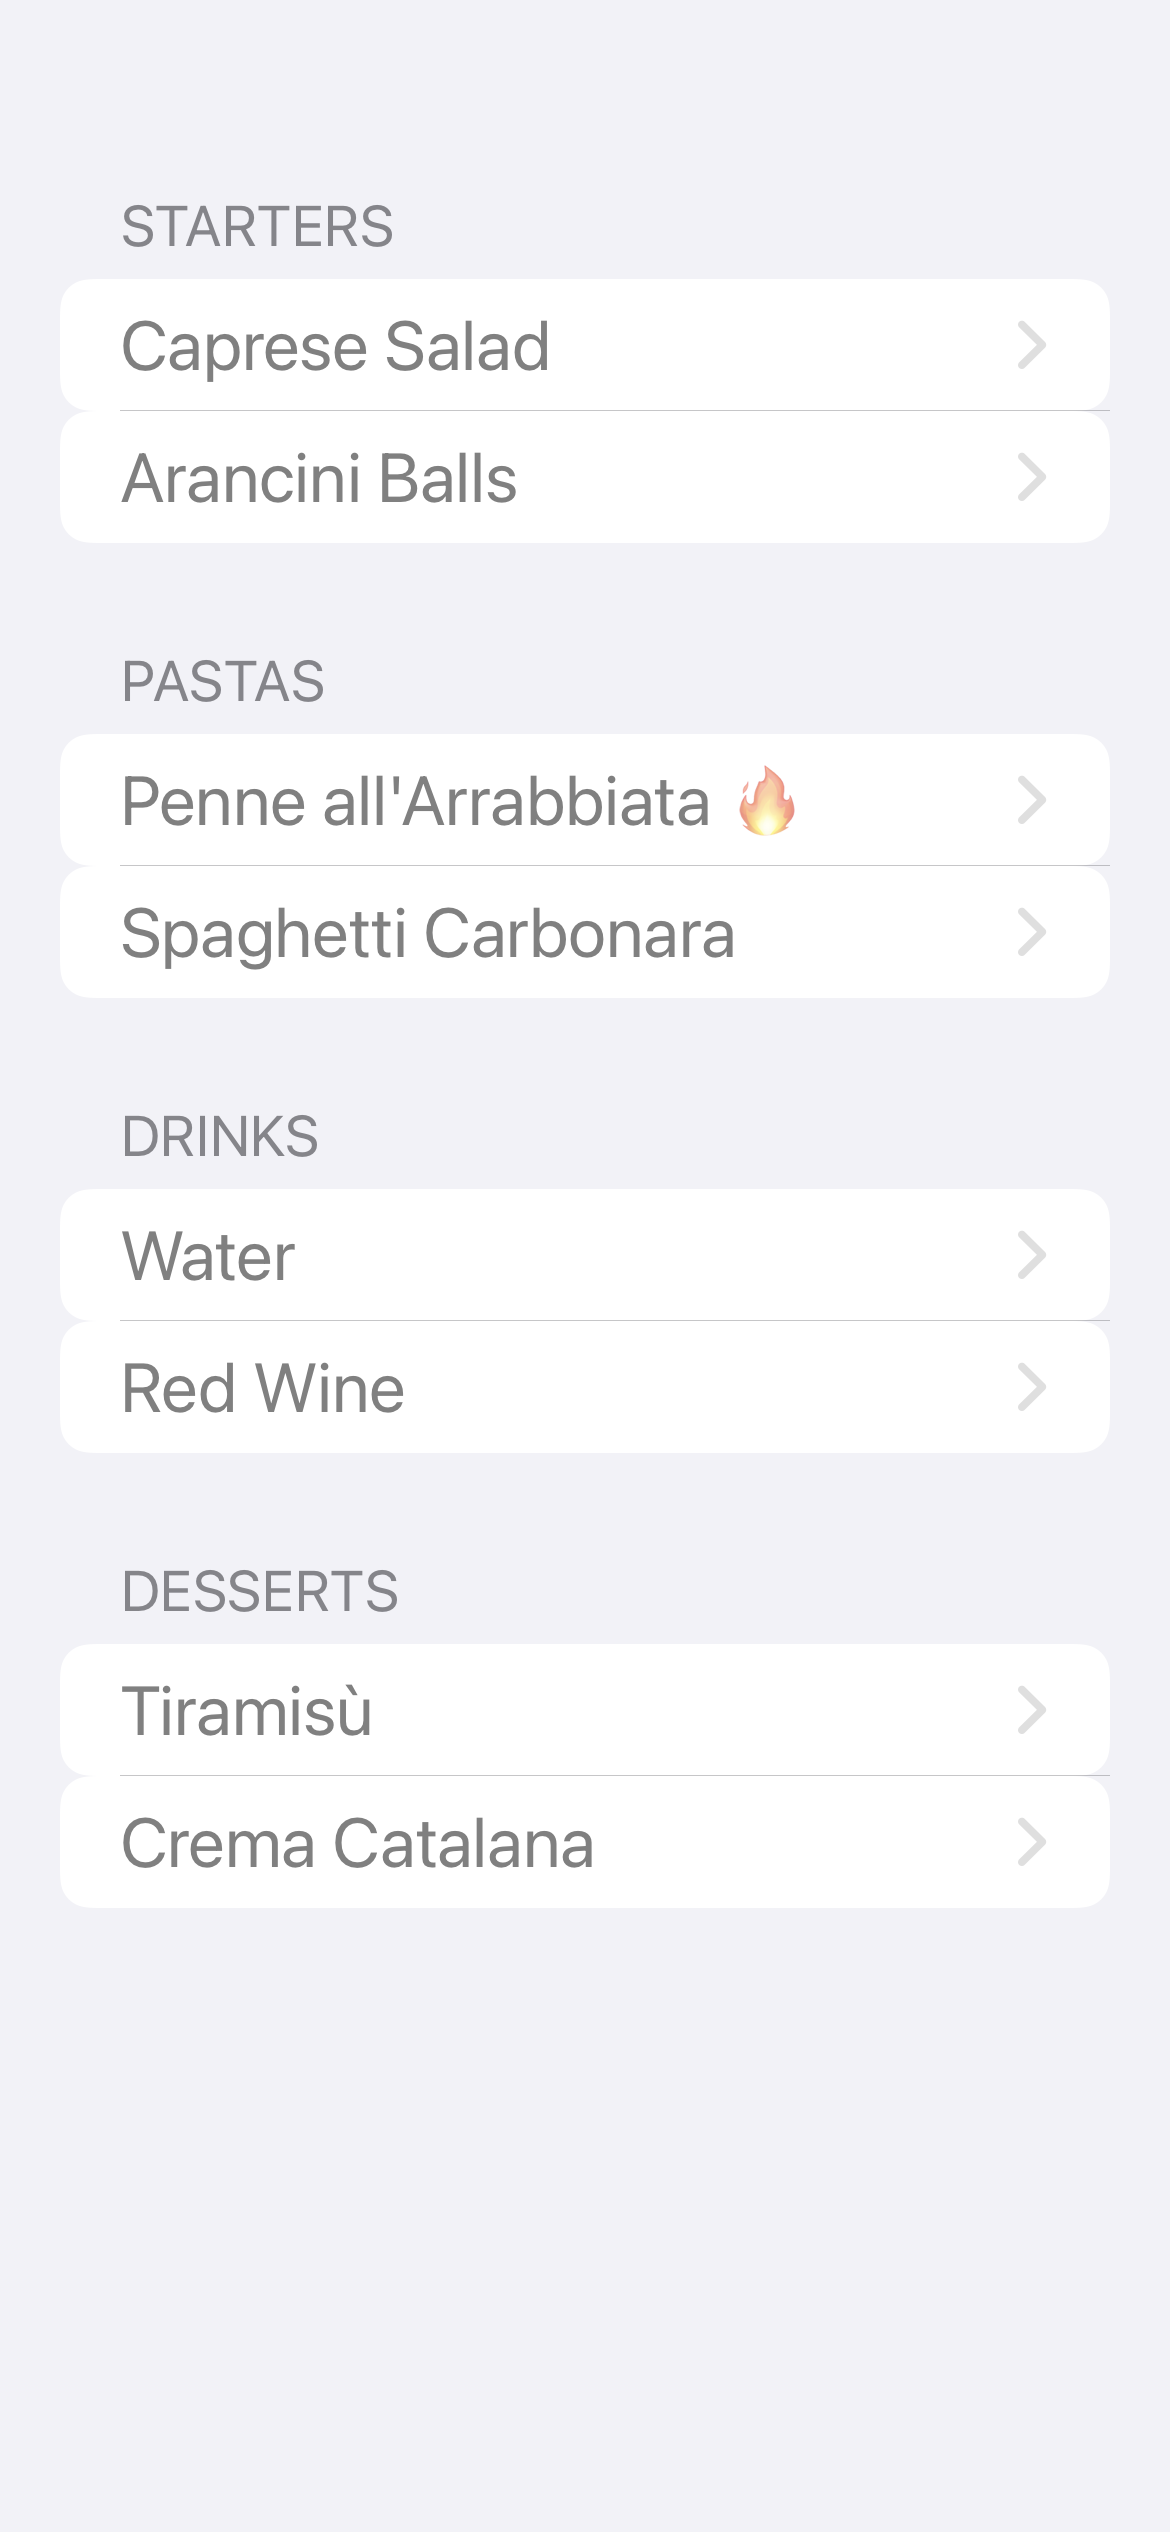 STARTERS
Caprese Salad
Arancini Balls
PASTAS
Penne all'Arrabbiata 🔥
Spaghetti Carbonara
DRINKS
Water
Red Wine
DESSERTS
Tiramisù
Crema Catalana